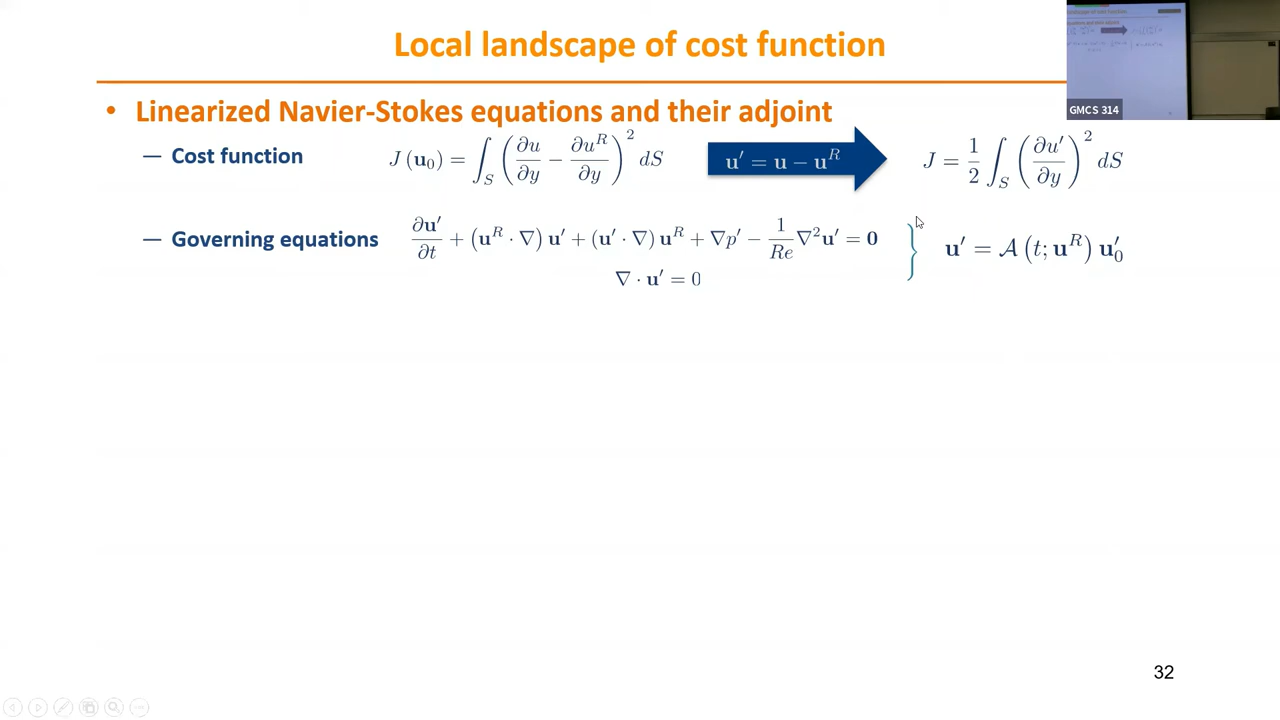 Local landscape of cost function
GMCS 314
• Linearized Navier-Stokes equations and their adjoint
— Cost function J(𝐮₀) = ∫_S (∂u/∂y − ∂u^R/∂y)² dS 𝐮′ = 𝐮 − 𝐮^R J = 1/2 ∫_S (∂u′/∂y)² dS
— Governing equations ∂𝐮′/∂t + (𝐮^R · ∇) 𝐮′ + (𝐮′ · ∇) 𝐮^R + ∇p′ − 1/Re ∇²𝐮′ = 𝟎 } 𝐮′ = 𝒜(t; 𝐮^R) 𝐮′₀
∇ · 𝐮′ = 0
32